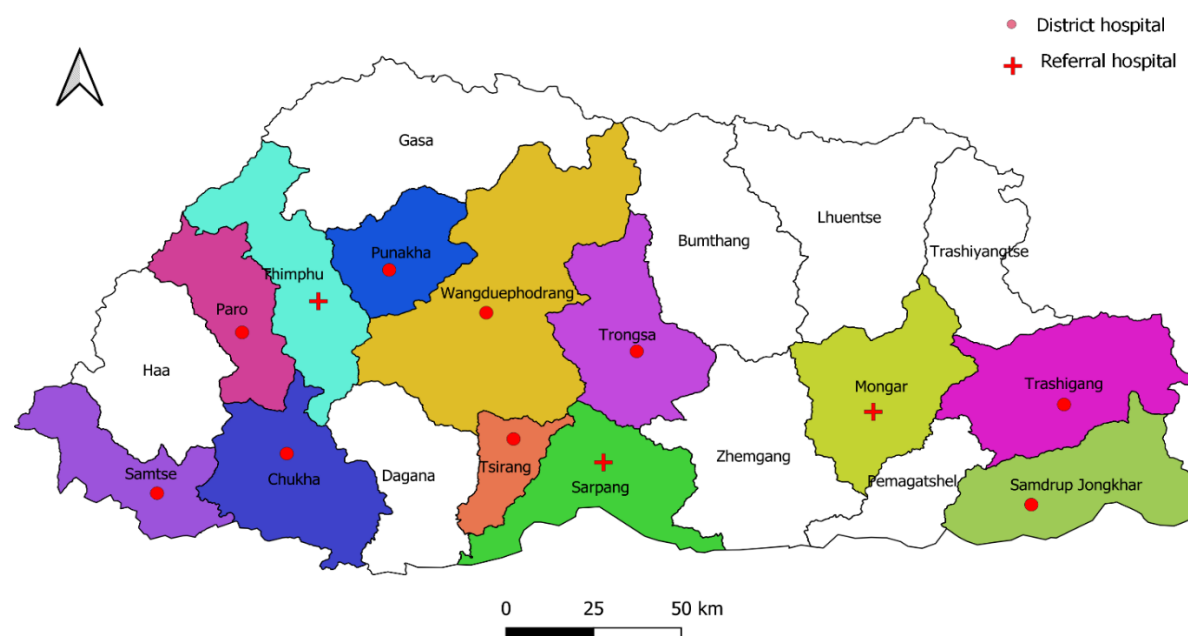 District hospital
Referral hospital
Gasa
Lhuentse
Bumthang
Trashiyangtse
Punakha
Thimphu
Wangduephodrang
Paro
Trongsa
Haa
Mongar
Trashigang
Zhemgang
Tsirang
Samtse
Chukha
Dagana
Sarpang
Pemagatshel
Samdrup Jongkhar
0 25 50 km